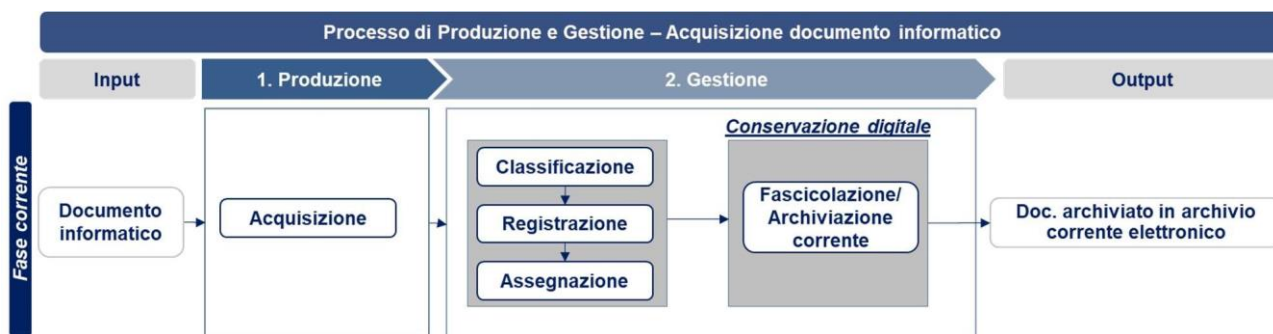 Processo di Produzione e Gestione – Acquisizione documento informatico
Input
1. Produzione
2. Gestione
Output
Fase corrente
Documento
informatico
Acquisizione
Classificazione
Registrazione
Assegnazione
Conservazione digitale
Fascicolazione/
Archiviazione
corrente
Doc. archiviato in archivio
corrente elettronico